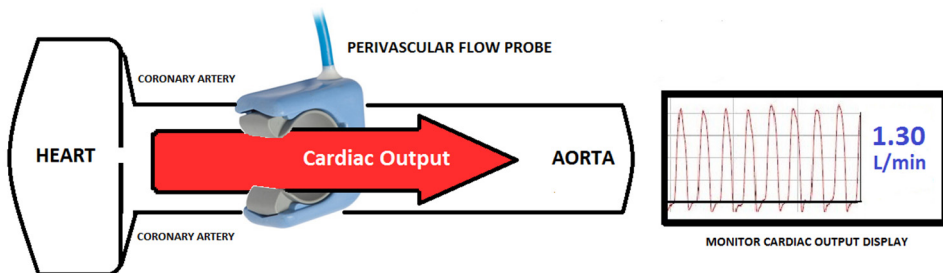 PERIVASCULAR FLOW PROBE
CORONARY ARTERY
HEART
Cardiac Output
AORTA
CORONARY ARTERY
1.30
L/min
MONITOR CARDIAC OUTPUT DISPLAY